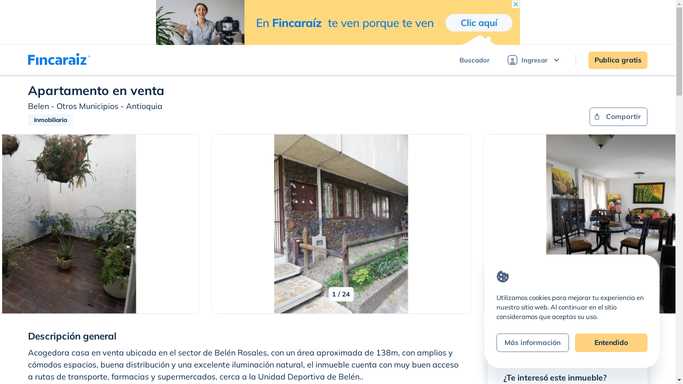 En Fincaraíz te ven porque te ven
Clic aquí
Fincaraiz
Buscador
Ingresar
Publica gratis
Apartamento en venta
Belen - Otros Municipios - Antioquia
Inmobiliaria
Compartir
1 / 24
Utilizamos cookies para mejorar tu experiencia en
nuestro sitio web. Al continuar en el sitio
consideramos que aceptas su uso.
Más información
Entendido
Descripción general
Acogedora casa en venta ubicada en el sector de Belén Rosales, con un área aproximada de 138m, con amplios y
cómodos espacios, buena distribución y una excelente iluminación natural, el inmueble cuenta con muy buen acceso
a rutas de transporte, farmacias y supermercados, cerca a la Unidad Deportiva de Belén..
¿Te interesó este inmueble?